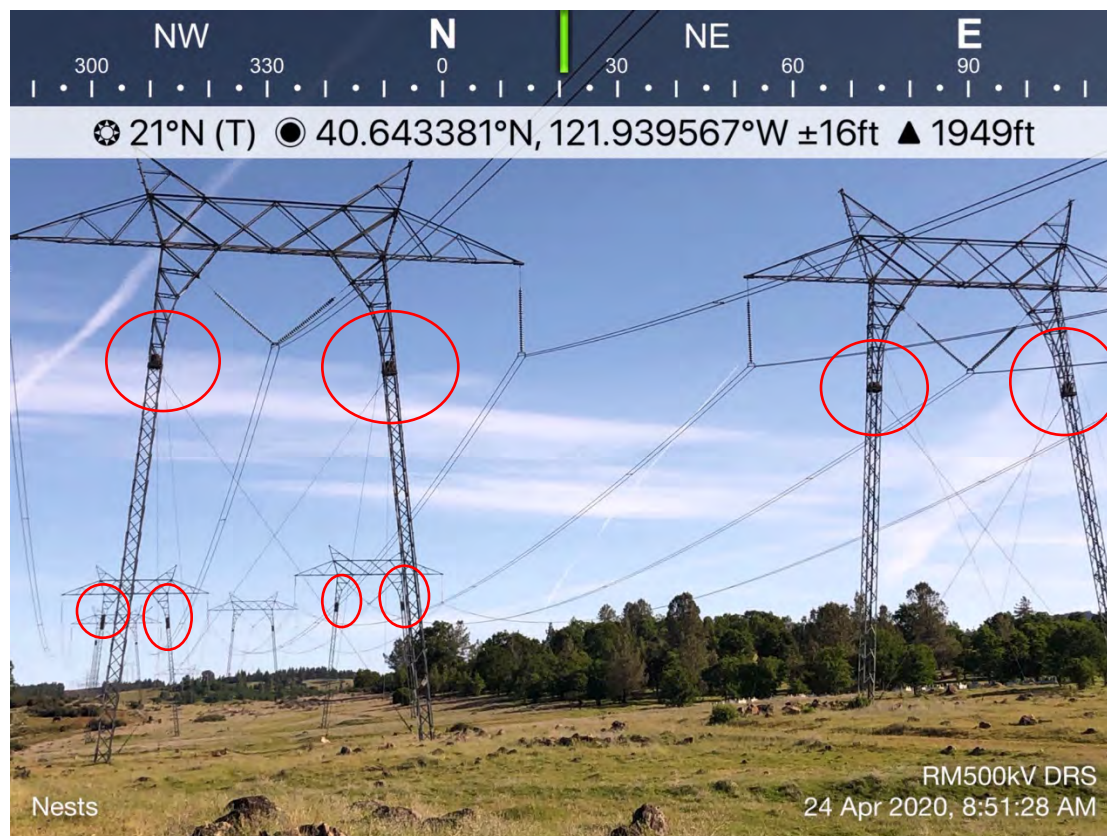 NW N NE E
300 330 0 30 60 90
21°N (T) 40.643381°N, 121.939567°W ±16ft ▲ 1949ft
RM500kV DRS
Nests 24 Apr 2020, 8:51:28 AM